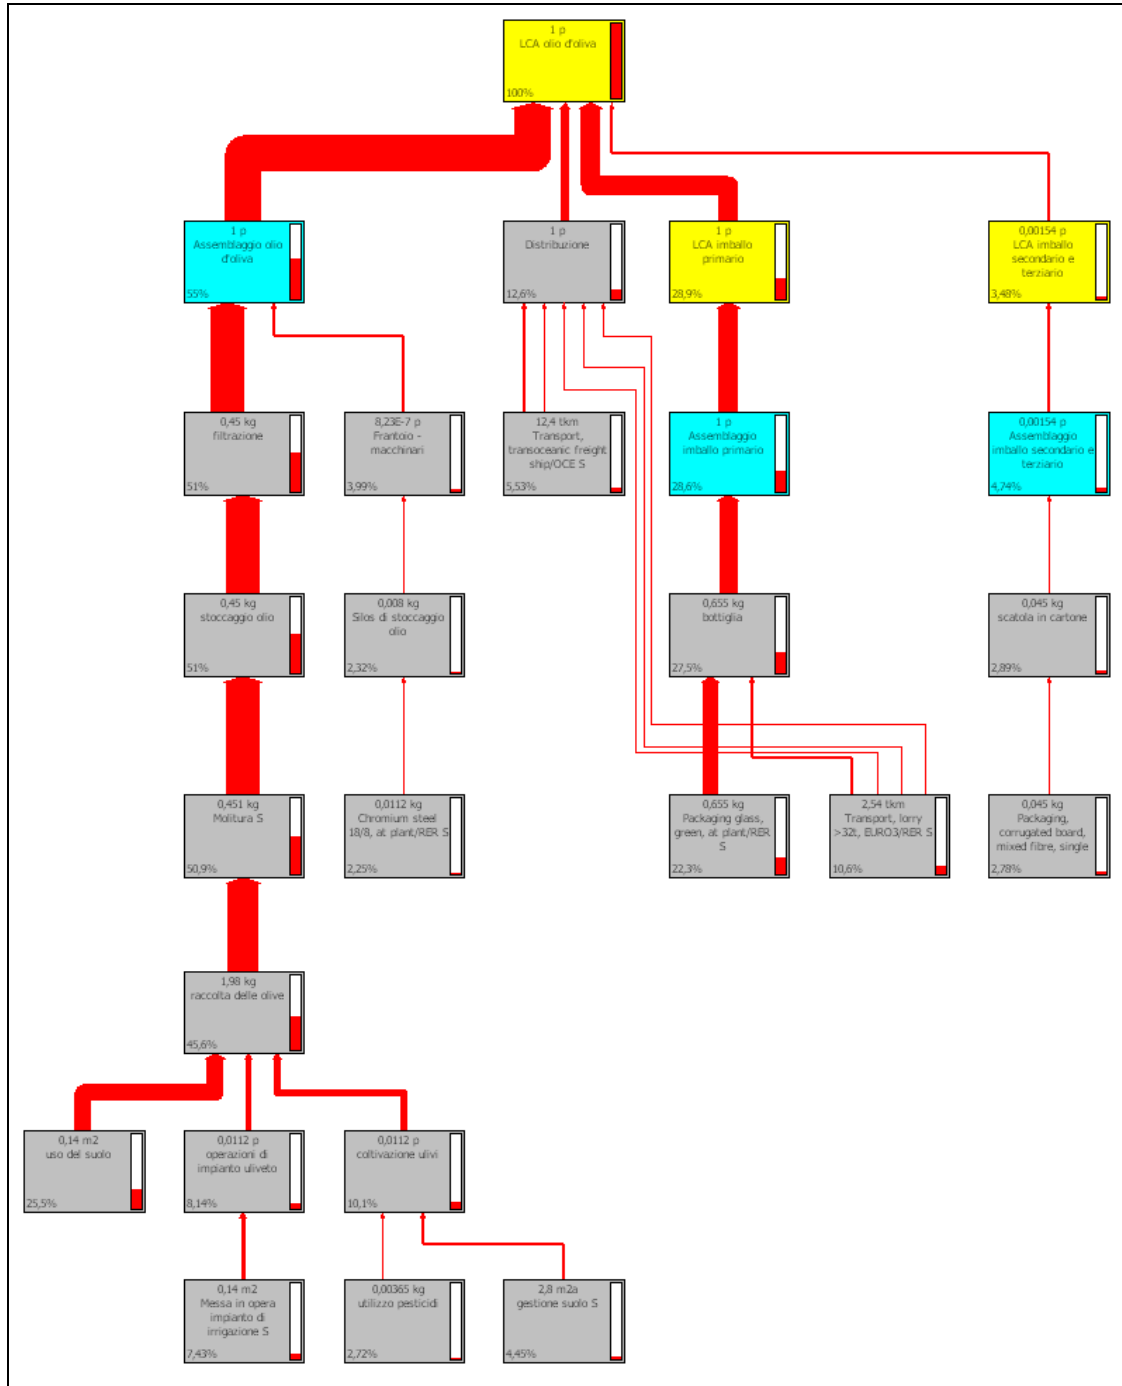 1 p
LCA olio d'oliva
100%
1 p
Assemblaggio olio
d'oliva
55%
1 p
Distribuzione
12,6%
1 p
LCA imballo
primario
28,9%
0,00154 p
LCA imballo
secondario e
terziario
3,48%
0,45 kg
filtrazione
51%
8,23E-7 p
Frantoio -
macchinari
3,99%
12,4 tkm
Transport,
transoceanic freight
ship/OCE S
5,53%
1 p
Assemblaggio
imballo primario
28,6%
0,00154 p
Assemblaggio
imballo secondario e
terziario
4,74%
0,45 kg
stoccaggio olio
51%
0,008 kg
Silos di stoccaggio
olio
2,32%
0,655 kg
bottiglia
27,5%
0,045 kg
scatola in cartone
2,89%
0,451 kg
Molitura S
50,9%
0,0112 kg
Chromium steel
18/8, at plant/RER S
2,25%
0,655 kg
Packaging glass,
green, at plant/RER
S
22,3%
2,54 tkm
Transport, lorry
>32t, EURO3/RER S
10,6%
0,045 kg
Packaging,
corrugated board,
mixed fibre, single
2,78%
1,98 kg
raccolta delle olive
45,6%
0,14 m2
uso del suolo
25,5%
0,0112 p
operazioni di
impianto uliveto
8,14%
0,0112 p
coltivazione ulivi
10,1%
0,14 m2
Messa in opera
impianto di
irrigazione S
7,43%
0,00365 kg
utilizzo pesticidi
2,72%
2,8 m2a
gestione suolo S
4,45%